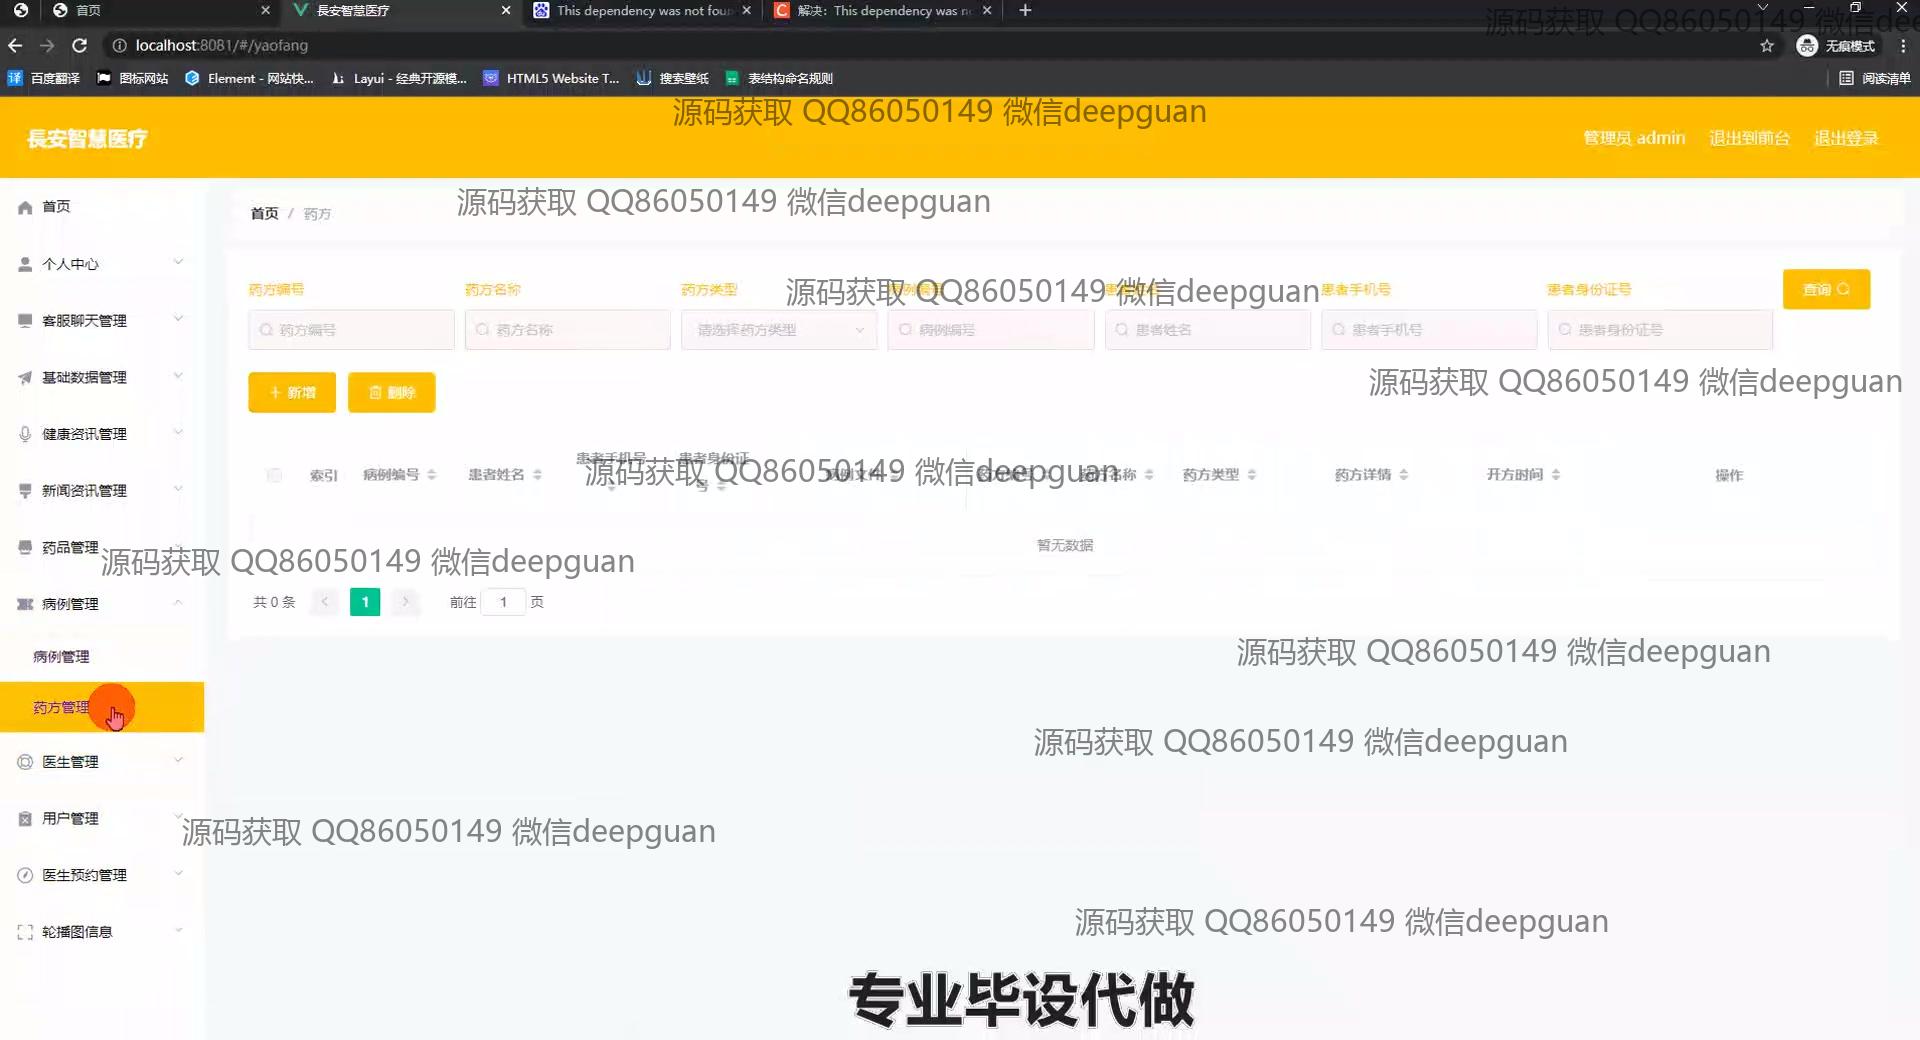 首页
長安智慧医疗
This dependency was not foun
解决：This dependency was n
localhost:8081/#/yaofang
无痕模式
百度翻译
图标网站
Element - 网站快...
Layui - 经典开源模...
HTML5 Website T...
搜索壁纸
表结构命名规则
阅读清单
源码获取 QQ86050149 微信dee
源码获取 QQ86050149 微信deepguan
長安智慧医疗
管理员 admin
退出到前台
退出登录
源码获取 QQ86050149 微信deepguan
首页 / 药方
首页
个人中心
客服聊天管理
基础数据管理
健康资讯管理
新闻资讯管理
药品管理
病例管理
病例管理
药方管理
医生管理
用户管理
医生预约管理
轮播图信息
药方编号
药方名称
药方类型
患者手机号
患者身份证号
源码获取 QQ86050149 微信deepguan
查询
药方编号
药方名称
请选择药方类型
病例编号
患者姓名
患者手机号
患者身份证号
新增
删除
源码获取 QQ86050149 微信deepguan
索引
病例编号
患者姓名
患者手机号
患者身份证号
病例文件
药方名称
药方类型
药方详情
开方时间
操作
源码获取 QQ86050149 微信deepguan
暂无数据
源码获取 QQ86050149 微信deepguan
共 0 条
1
前往 1 页
源码获取 QQ86050149 微信deepguan
源码获取 QQ86050149 微信deepguan
源码获取 QQ86050149 微信deepguan
源码获取 QQ86050149 微信deepguan
专业毕设代做